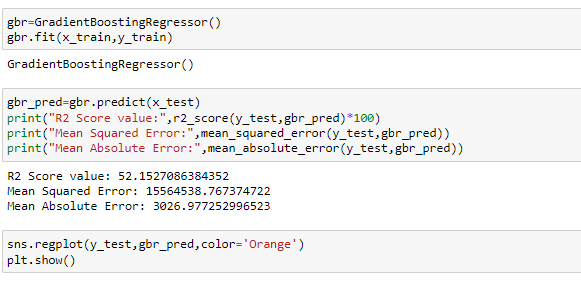 gbr=GradientBoostingRegressor()
gbr.fit(x_train,y_train)
GradientBoostingRegressor()
gbr_pred=gbr.predict(x_test)
print("R2 Score value:",r2_score(y_test,gbr_pred)*100)
print("Mean Squared Error:",mean_squared_error(y_test,gbr_pred))
print("Mean Absolute Error:",mean_absolute_error(y_test,gbr_pred))
R2 Score value: 52.1527086384352
Mean Squared Error: 15564538.767374722
Mean Absolute Error: 3026.977252996523
sns.regplot(y_test,gbr_pred,color='Orange')
plt.show()